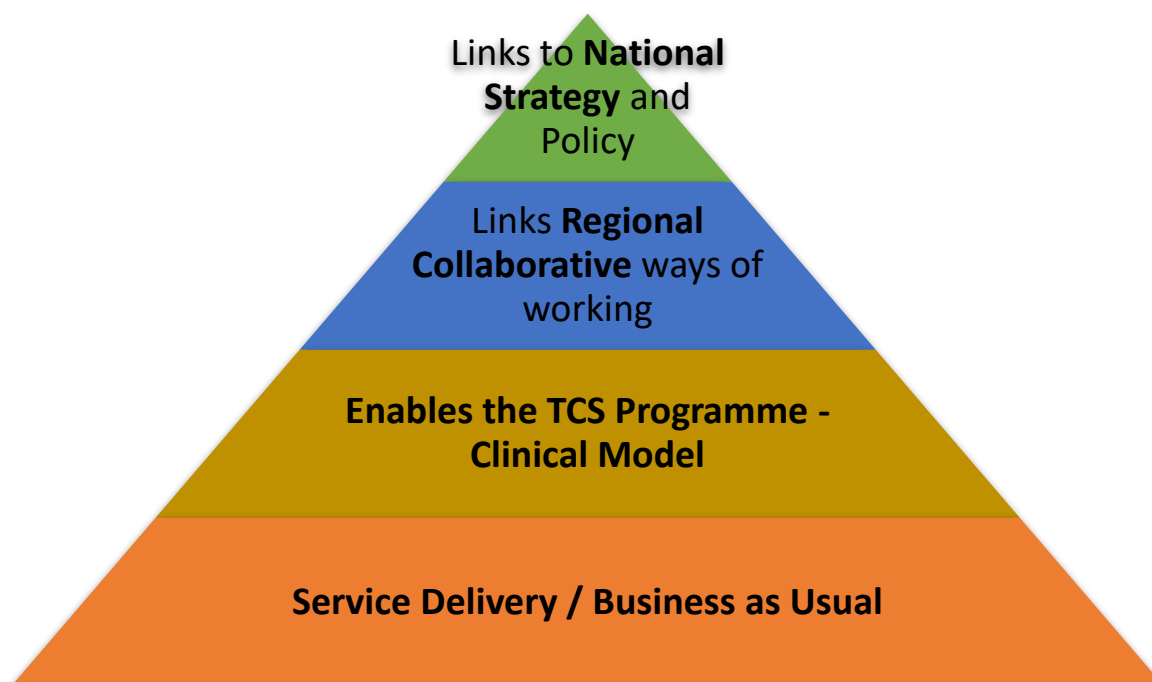 Links to National
Strategy and
Policy
Links Regional
Collaborative ways of
working
Enables the TCS Programme -
Clinical Model
Service Delivery / Business as Usual